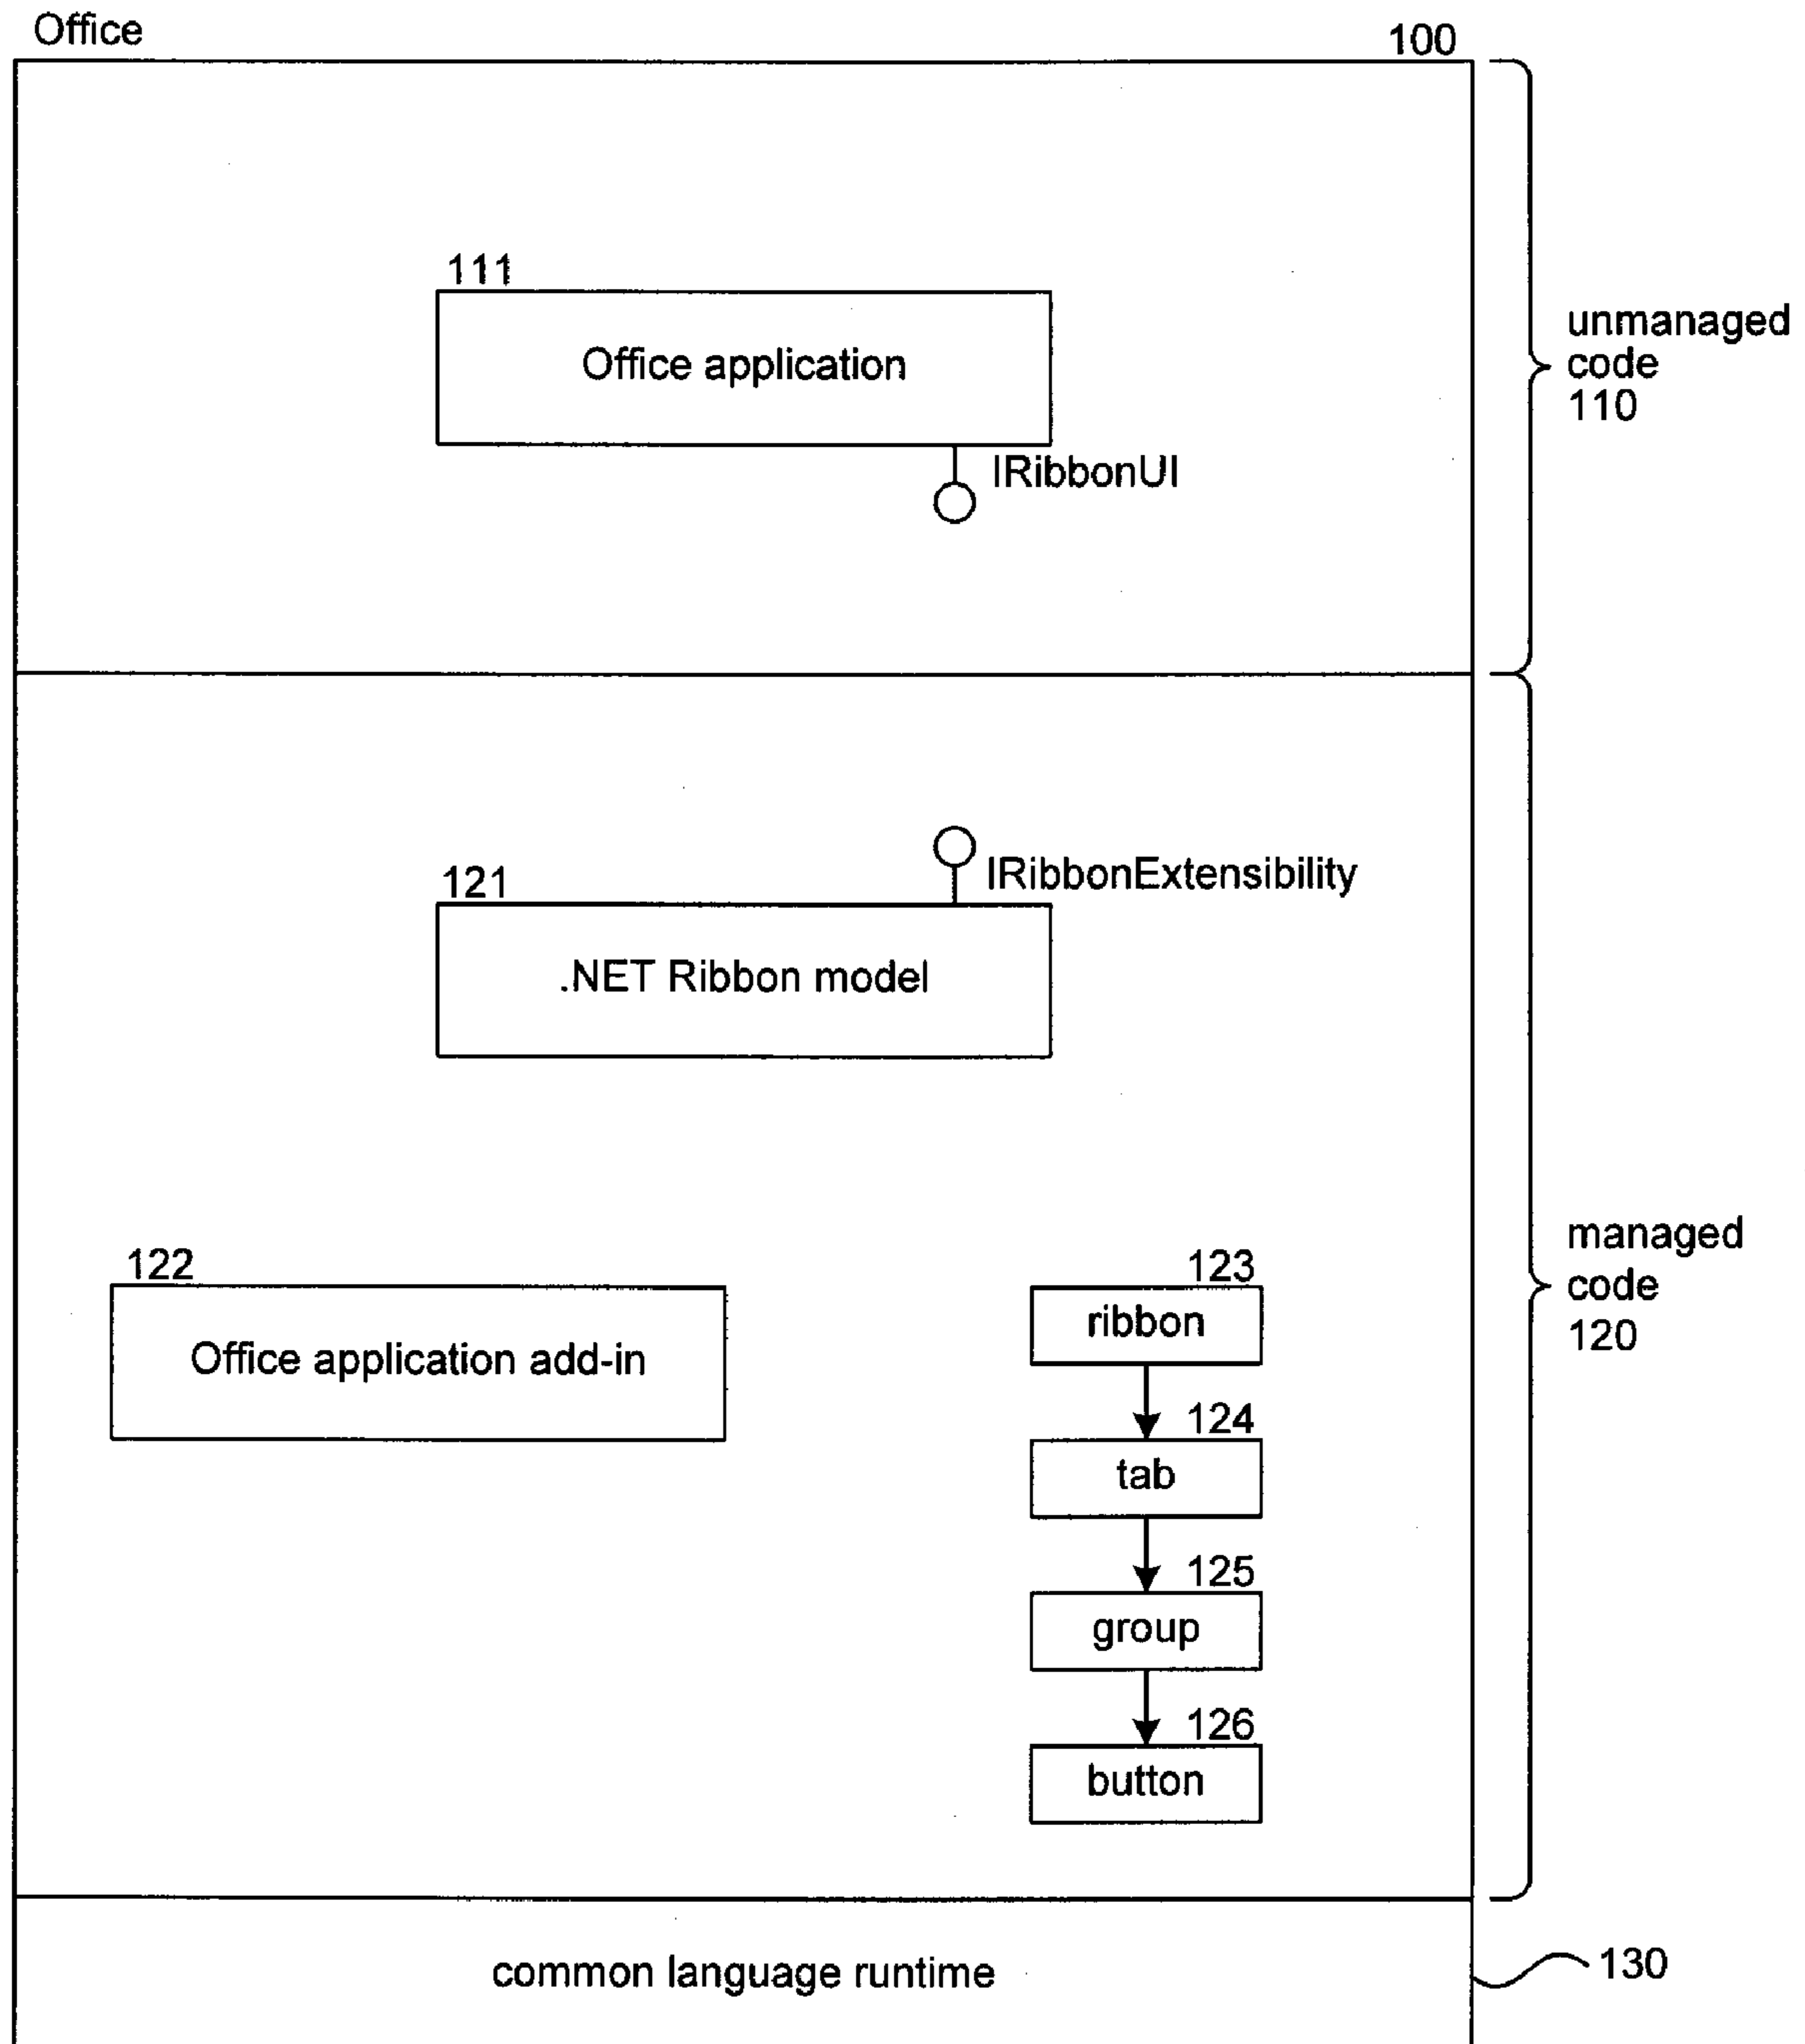 Office
100
111
Office application
IRibbonUI
unmanaged
code
110
IRibbonExtensibility
121
.NET Ribbon model
managed
code
120
122
Office application add-in
123
ribbon
124
tab
125
group
126
button
common language runtime
130